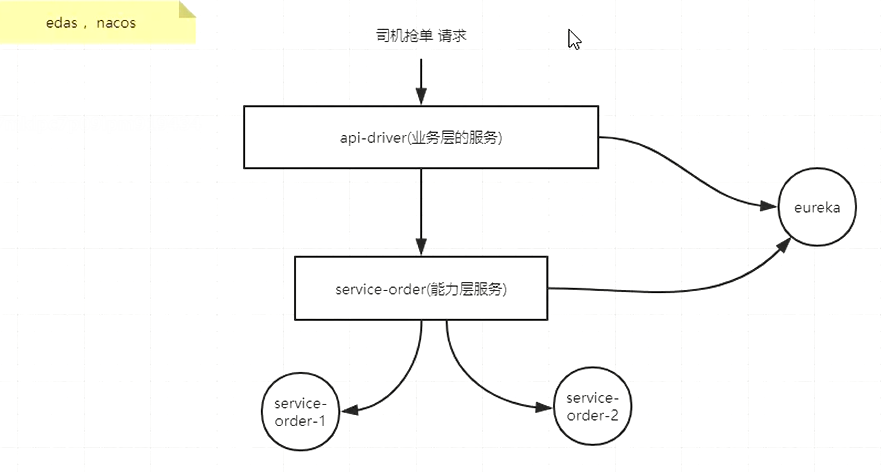 edas ，nacos
司机抢单 请求
api-driver(业务层的服务)
eureka
service-order(能力层服务)
service-
order-1
service-
order-2